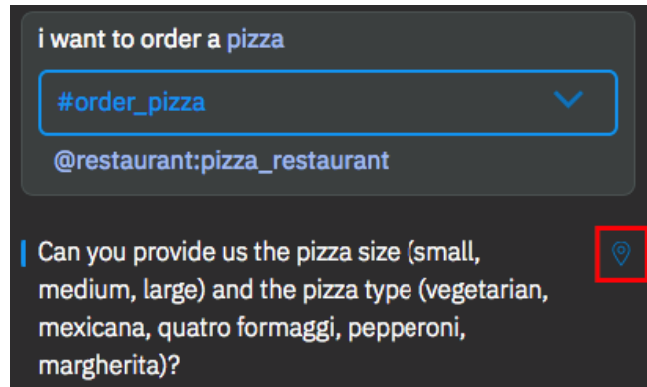 i want to order a pizza
#order_pizza
@restaurant:pizza_restaurant
Can you provide us the pizza size (small,
medium, large) and the pizza type (vegetarian,
mexicana, quatro formaggi, pepperoni,
margherita)?